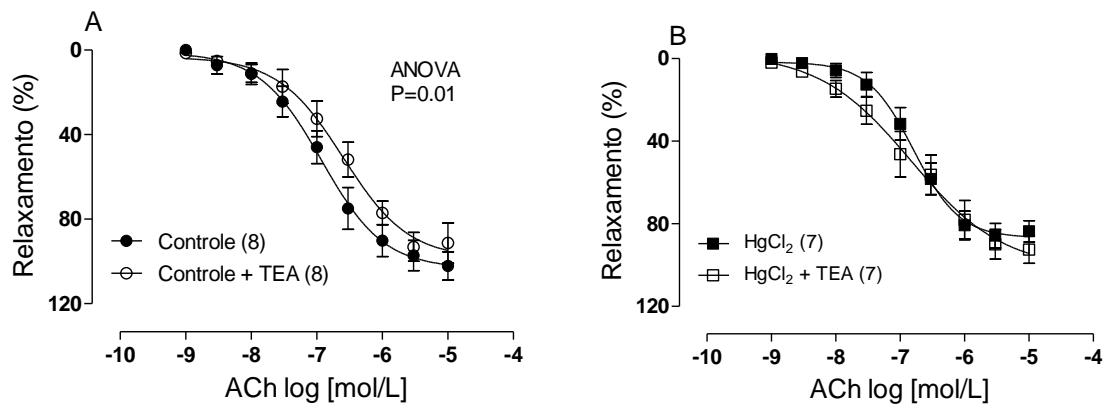 A
Relaxamento (%)
0
40
80
120
ANOVA
P=0.01
Controle (8)
Controle + TEA (8)
-10 -9 -8 -7 -6 -5 -4
ACh log [mol/L]
B
Relaxamento (%)
0
40
80
120
HgCl₂ (7)
HgCl₂ + TEA (7)
-10 -9 -8 -7 -6 -5 -4
ACh log [mol/L]